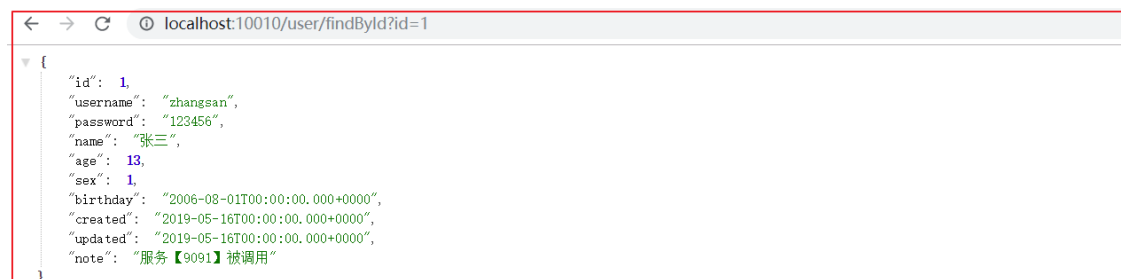 localhost:10010/user/findById?id=1
{
"id": 1,
"username": "zhangsan",
"password": "123456",
"name": "张三",
"age": 13,
"sex": 1,
"birthday": "2006-08-01T00:00:00.000+0000",
"created": "2019-05-16T00:00:00.000+0000",
"updated": "2019-05-16T00:00:00.000+0000",
"note": "服务【9091】被调用"
}